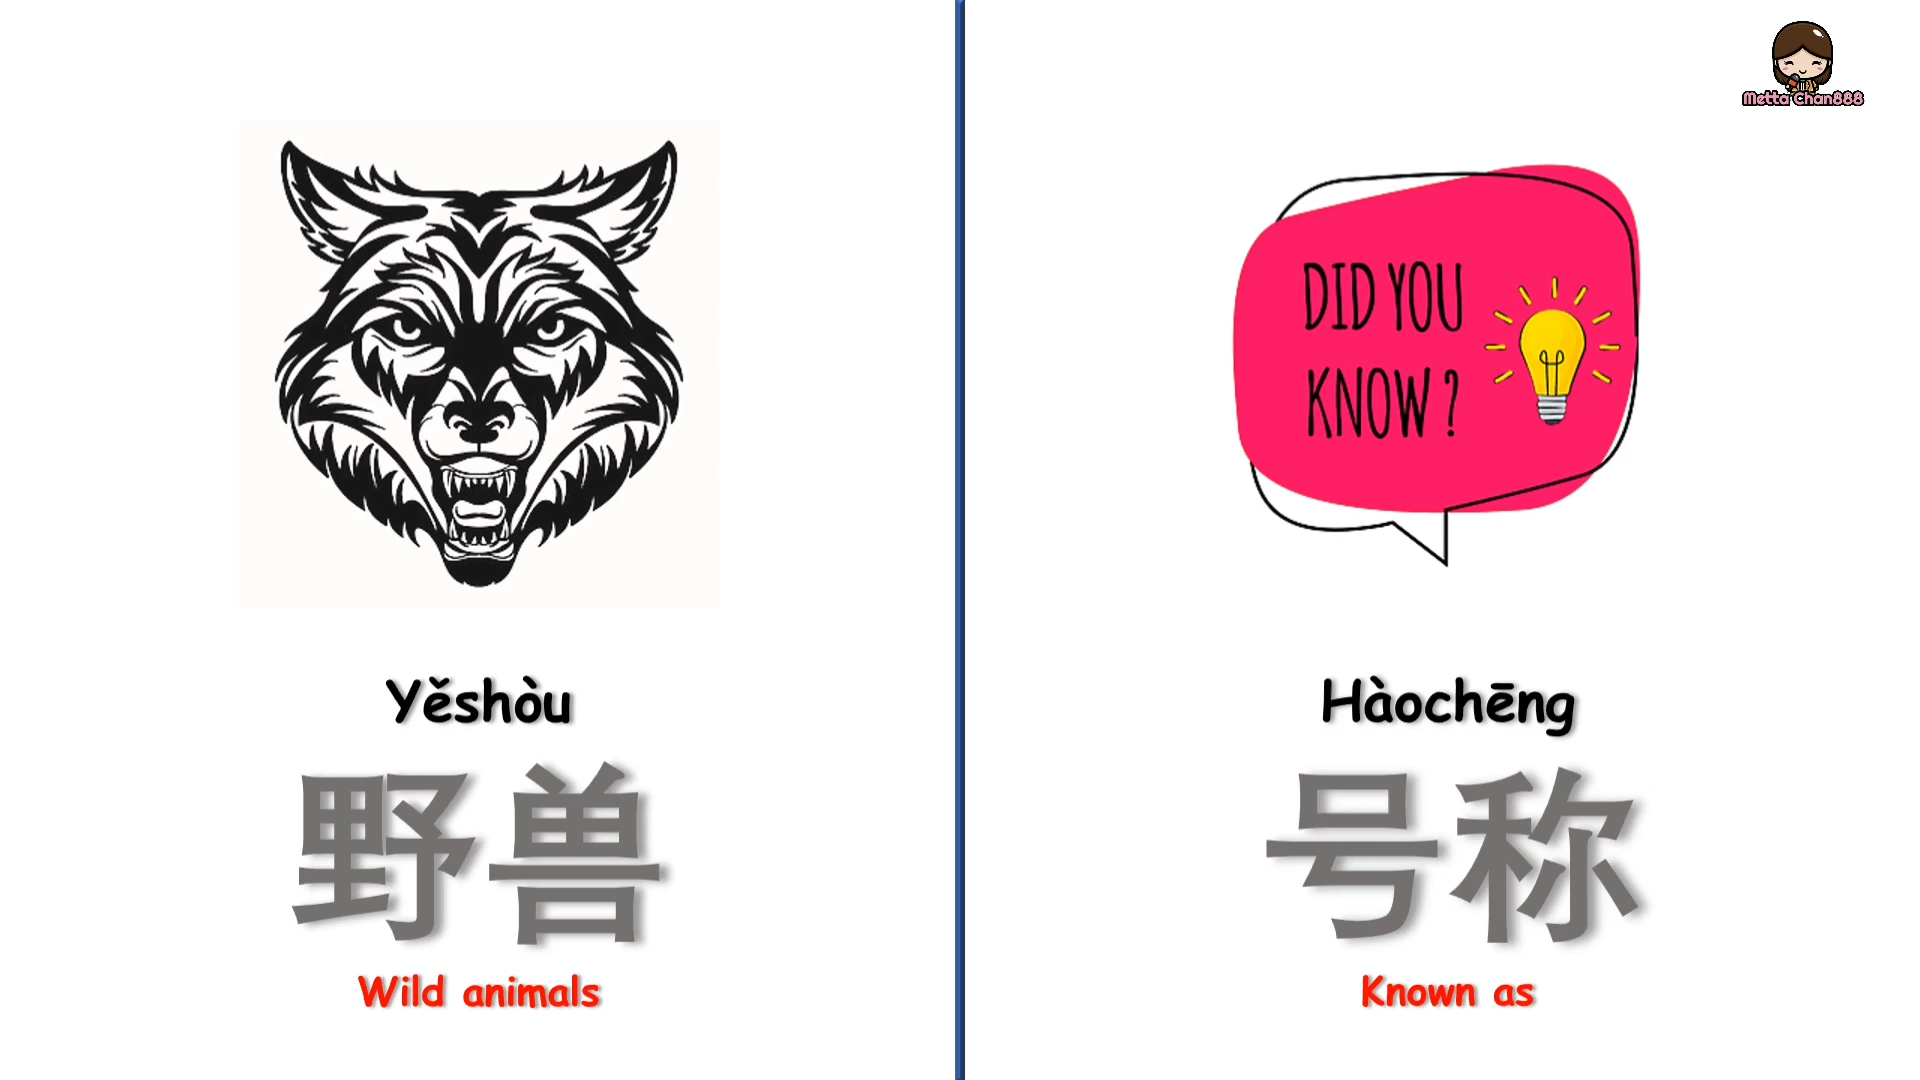 Metta Chan888
DID YOU
KNOW?
Yěshòu
野兽
Wild animals
Hàochēng
号称
Known as